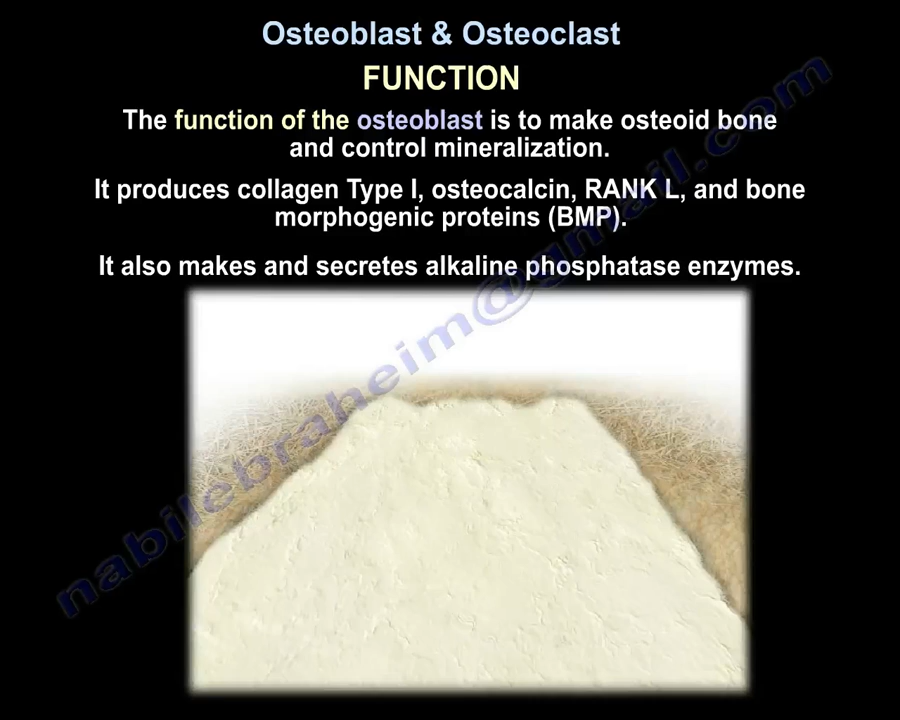 Osteoblast & Osteoclast
FUNCTION
The function of the osteoblast is to make osteoid bone
and control mineralization.
It produces collagen Type I, osteocalcin, RANK L, and bone
morphogenic proteins (BMP).
It also makes and secretes alkaline phosphatase enzymes.
nabilebraheim@gmail.com